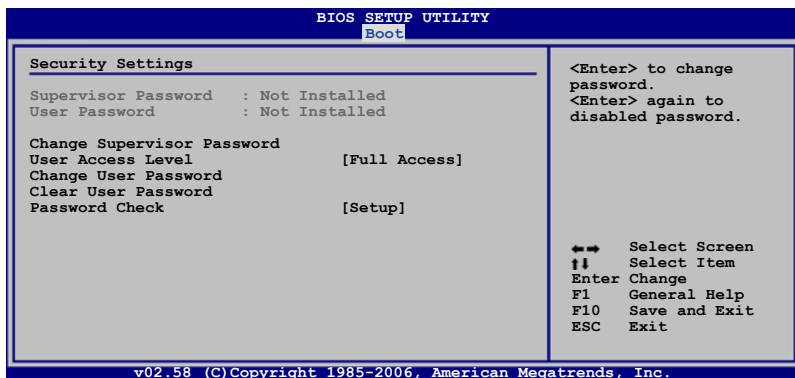 BIOS SETUP UTILITY
Boot
Security Settings
Supervisor Password : Not Installed
User Password : Not Installed
Change Supervisor Password
User Access Level [Full Access]
Change User Password
Clear User Password
Password Check [Setup]
<Enter> to change
password.
<Enter> again to
disabled password.
←→ Select Screen
↑↓ Select Item
Enter Change
F1 General Help
F10 Save and Exit
ESC Exit
v02.58 (C)Copyright 1985-2006, American Megatrends, Inc.